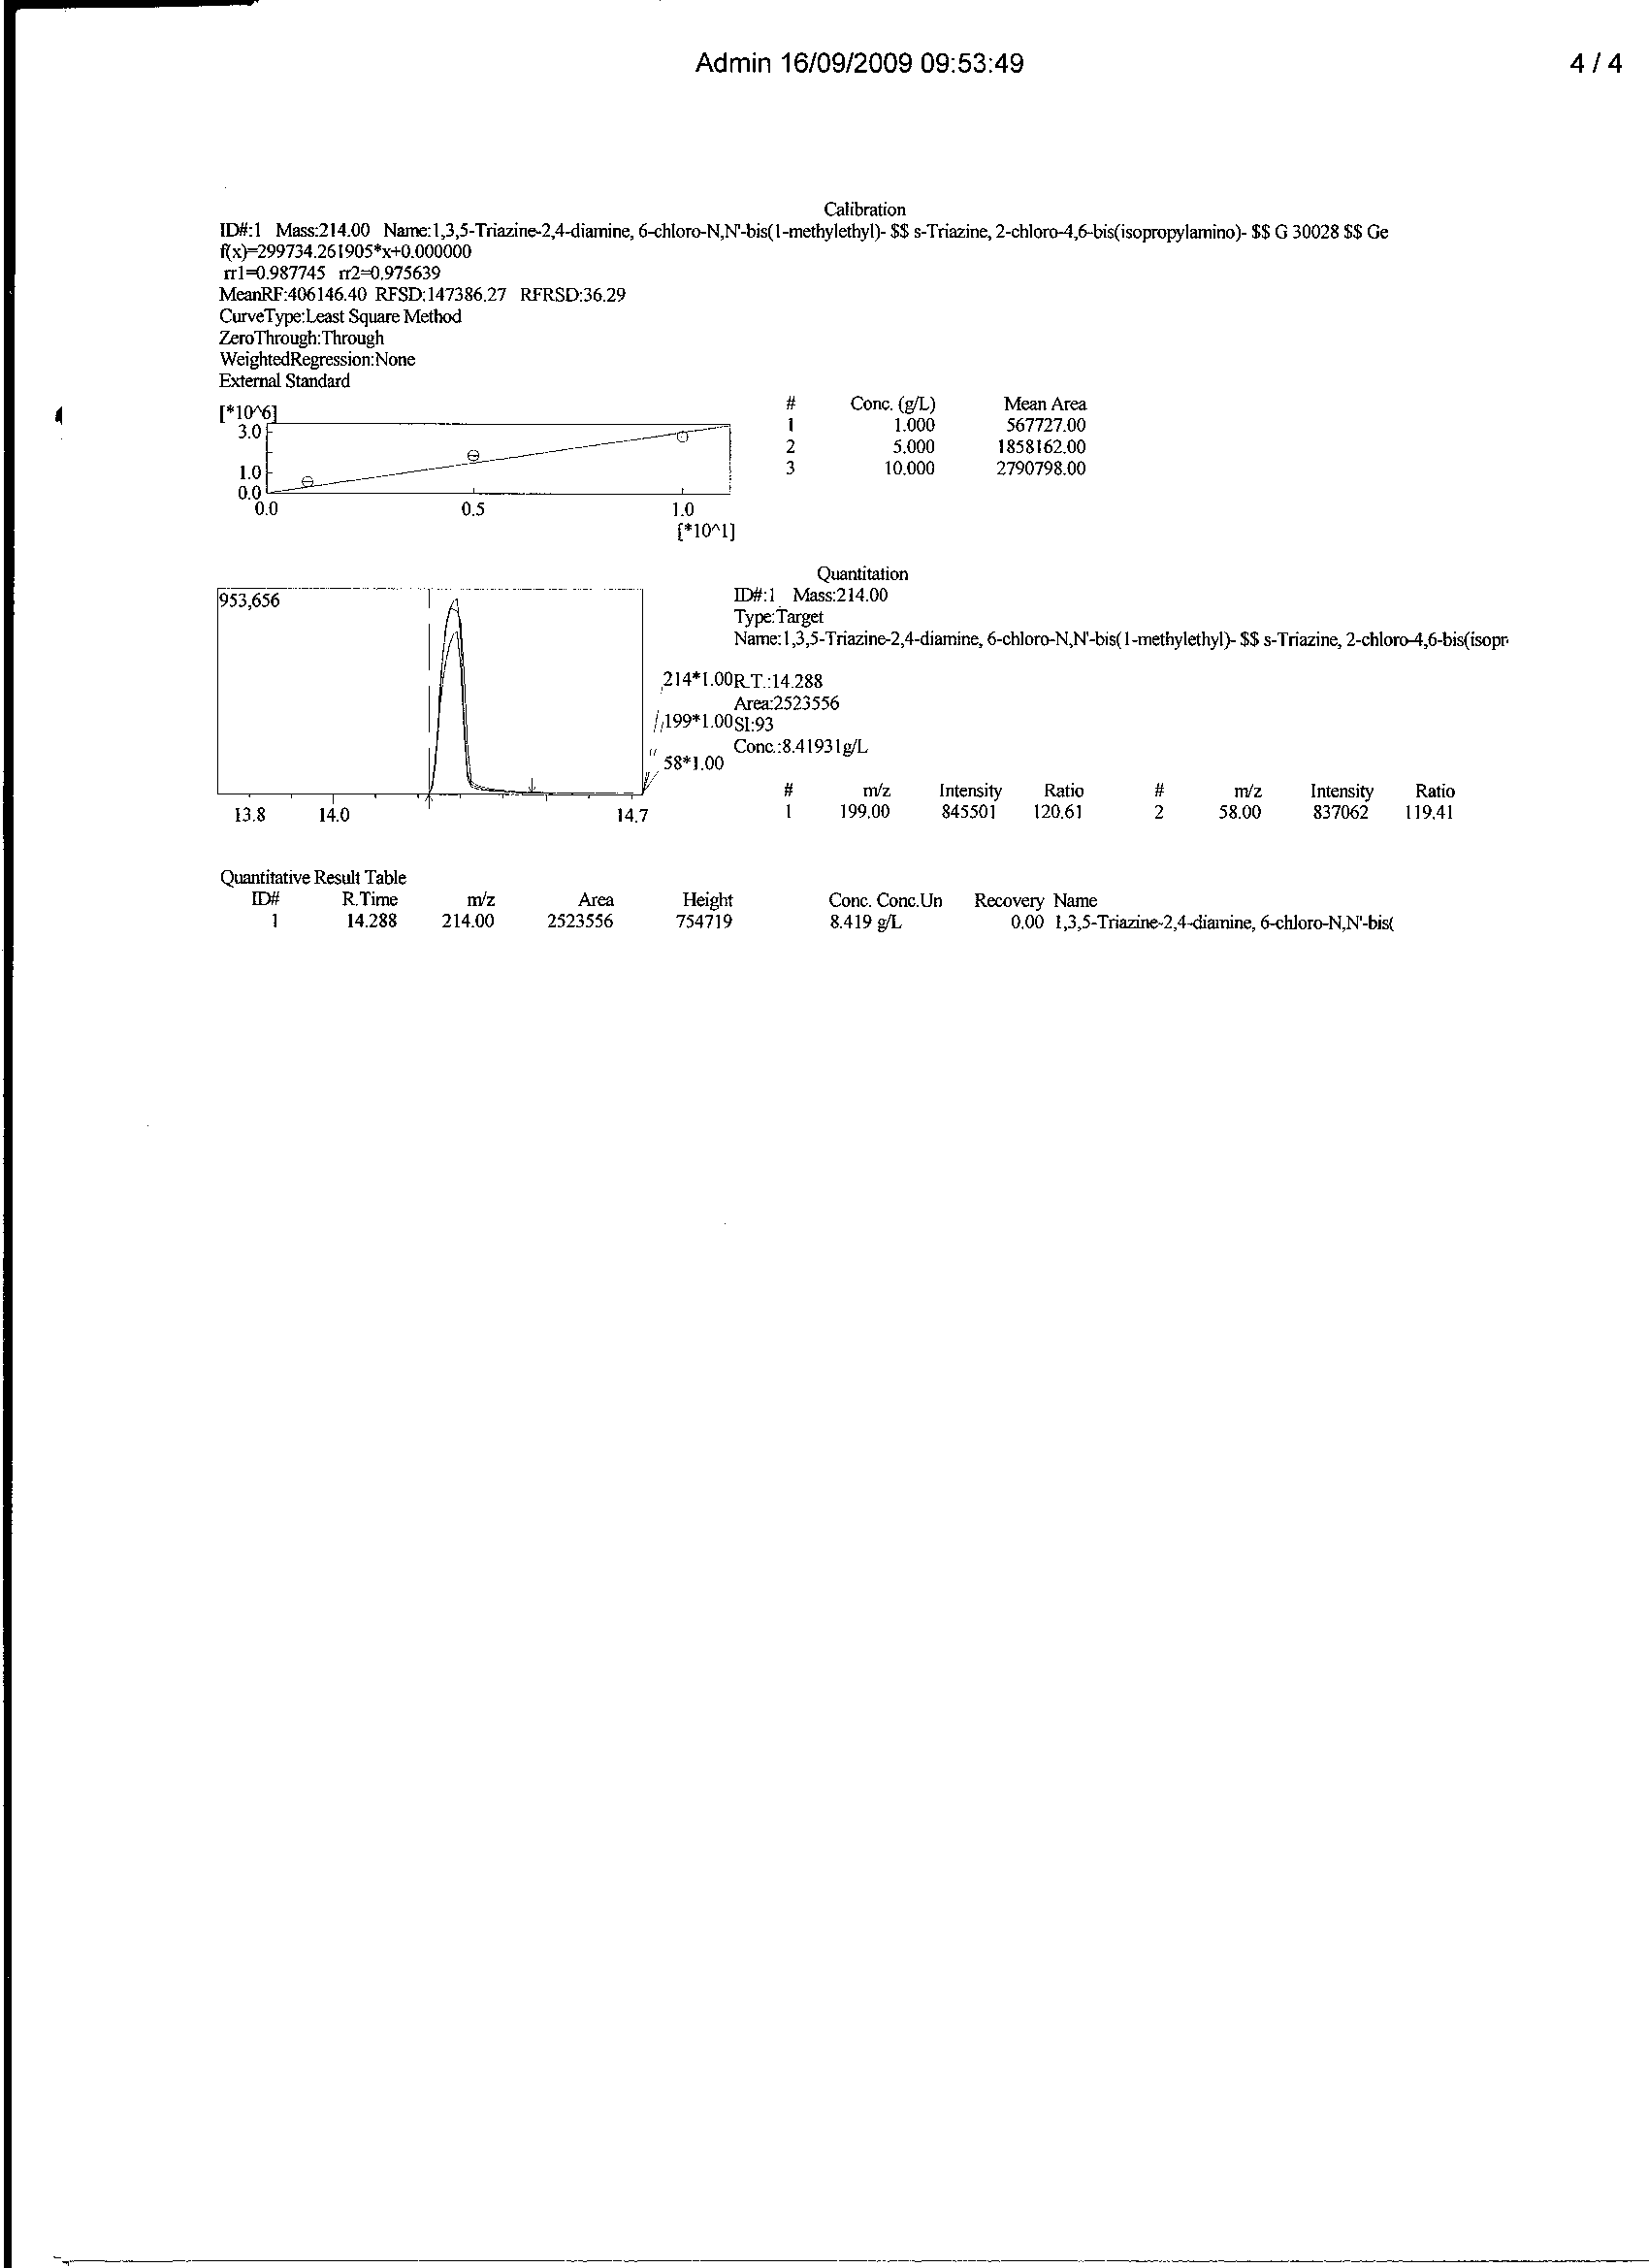 Admin 16/09/2009 09:53:49 4 / 4
Calibration
ID#:1 Mass:214.00 Name:1,3,5-Triazine-2,4-diamine, 6-chloro-N,N'-bis(1-methylethyl)- $$ s-Triazine, 2-chloro-4,6-bis(isopropylamino)- $$ G 30028 $$ Ge
f(x)=299734.261905*x+0.000000
rr1=0.987745 rr2=0.975639
MeanRF:406146.40 RFSD:147386.27 RFRSD:36.29
CurveType:Least Square Method
ZeroThrough:Through
WeightedRegression:None
External Standard
[*10^6]
3.0
1.0
0.0
0.0 0.5 1.0
[*10^1]
# Conc. (g/L) Mean Area
1 1.000 567727.00
2 5.000 1858162.00
3 10.000 2790798.00
Quantitation
953,656
13.8 14.0 14.7
214*1.00
199*1.00
58*1.00
ID#:1 Mass:214.00
Type:Target
Name:1,3,5-Triazine-2,4-diamine, 6-chloro-N,N'-bis(1-methylethyl)- $$ s-Triazine, 2-chloro-4,6-bis(isopr
R.T.:14.288
Area:2523556
SI:93
Conc.:8.41931g/L
# m/z Intensity Ratio # m/z Intensity Ratio
1 199.00 845501 120.61 2 58.00 837062 119.41
Quantitative Result Table
ID# R.Time m/z Area Height Conc. Conc.Un Recovery Name
1 14.288 214.00 2523556 754719 8.419 g/L 0.00 1,3,5-Triazine-2,4-diamine, 6-chloro-N,N'-bis(